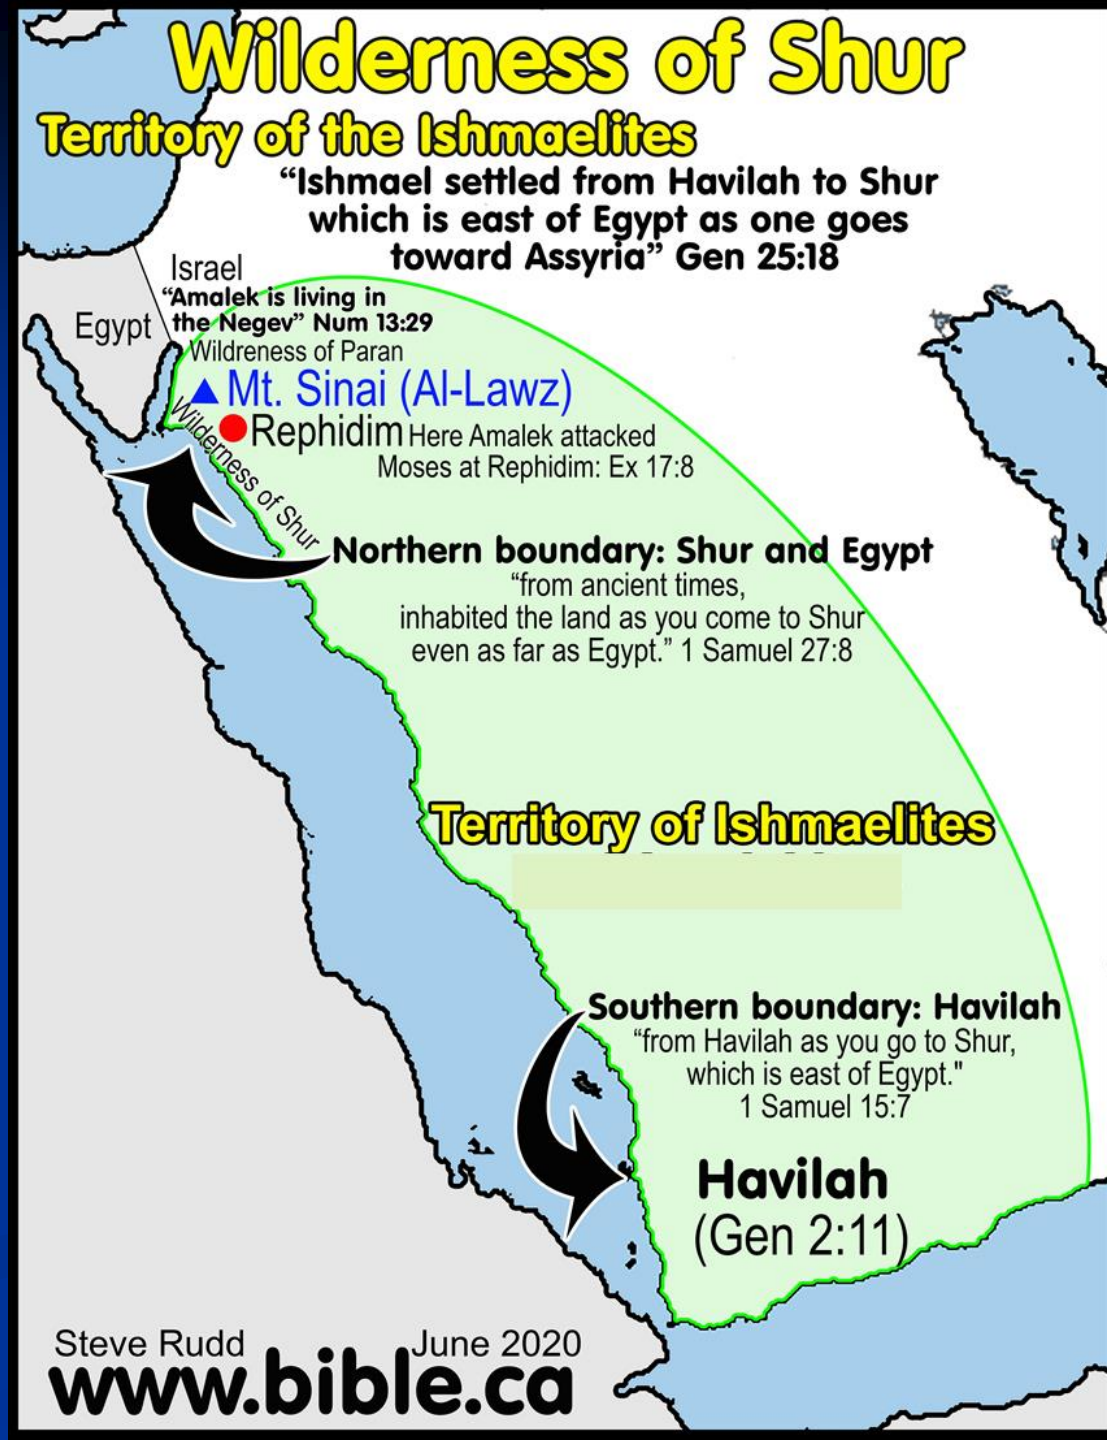 Wilderness of Shur
Territory of the Ishmaelites
“Ishmael settled from Havilah to Shur
which is east of Egypt as one goes
toward Assyria” Gen 25:18
Israel
“Amalek is living in
the Negev” Num 13:29
Egypt
Wildreness of Paran
Mt. Sinai (Al-Lawz)
Rephidim Here Amalek attacked
Moses at Rephidim: Ex 17:8
Wilderness of Shur
Northern boundary: Shur and Egypt
“from ancient times,
inhabited the land as you come to Shur
even as far as Egypt.” 1 Samuel 27:8
Territory of Ishmaelites
Southern boundary: Havilah
“from Havilah as you go to Shur,
which is east of Egypt."
1 Samuel 15:7
Havilah
(Gen 2:11)
Steve Rudd June 2020
www.bible.ca